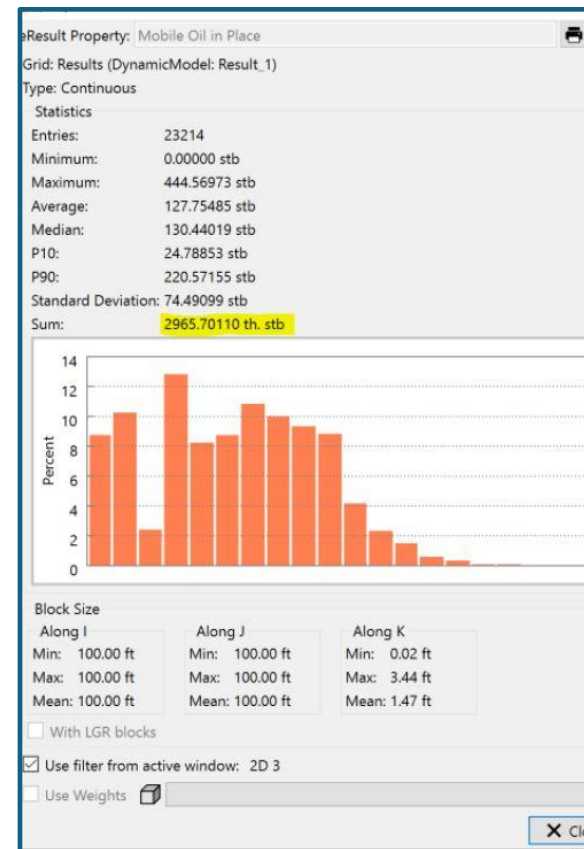 eResult Property: Mobile Oil in Place
Grid: Results (DynamicModel: Result_1)
Type: Continuous
Statistics
Entries: 23214
Minimum: 0.00000 stb
Maximum: 444.56973 stb
Average: 127.75485 stb
Median: 130.44019 stb
P10: 24.78853 stb
P90: 220.57155 stb
Standard Deviation: 74.49099 stb
Sum: 2965.70110 th. stb
14
12
10
8
6
4
2
0
Percent
Block Size
Along I Along J Along K
Min: 100.00 ft Min: 100.00 ft Min: 0.02 ft
Max: 100.00 ft Max: 100.00 ft Max: 3.44 ft
Mean: 100.00 ft Mean: 100.00 ft Mean: 1.47 ft
With LGR blocks
Use filter from active window: 2D 3
Use Weights
Clo